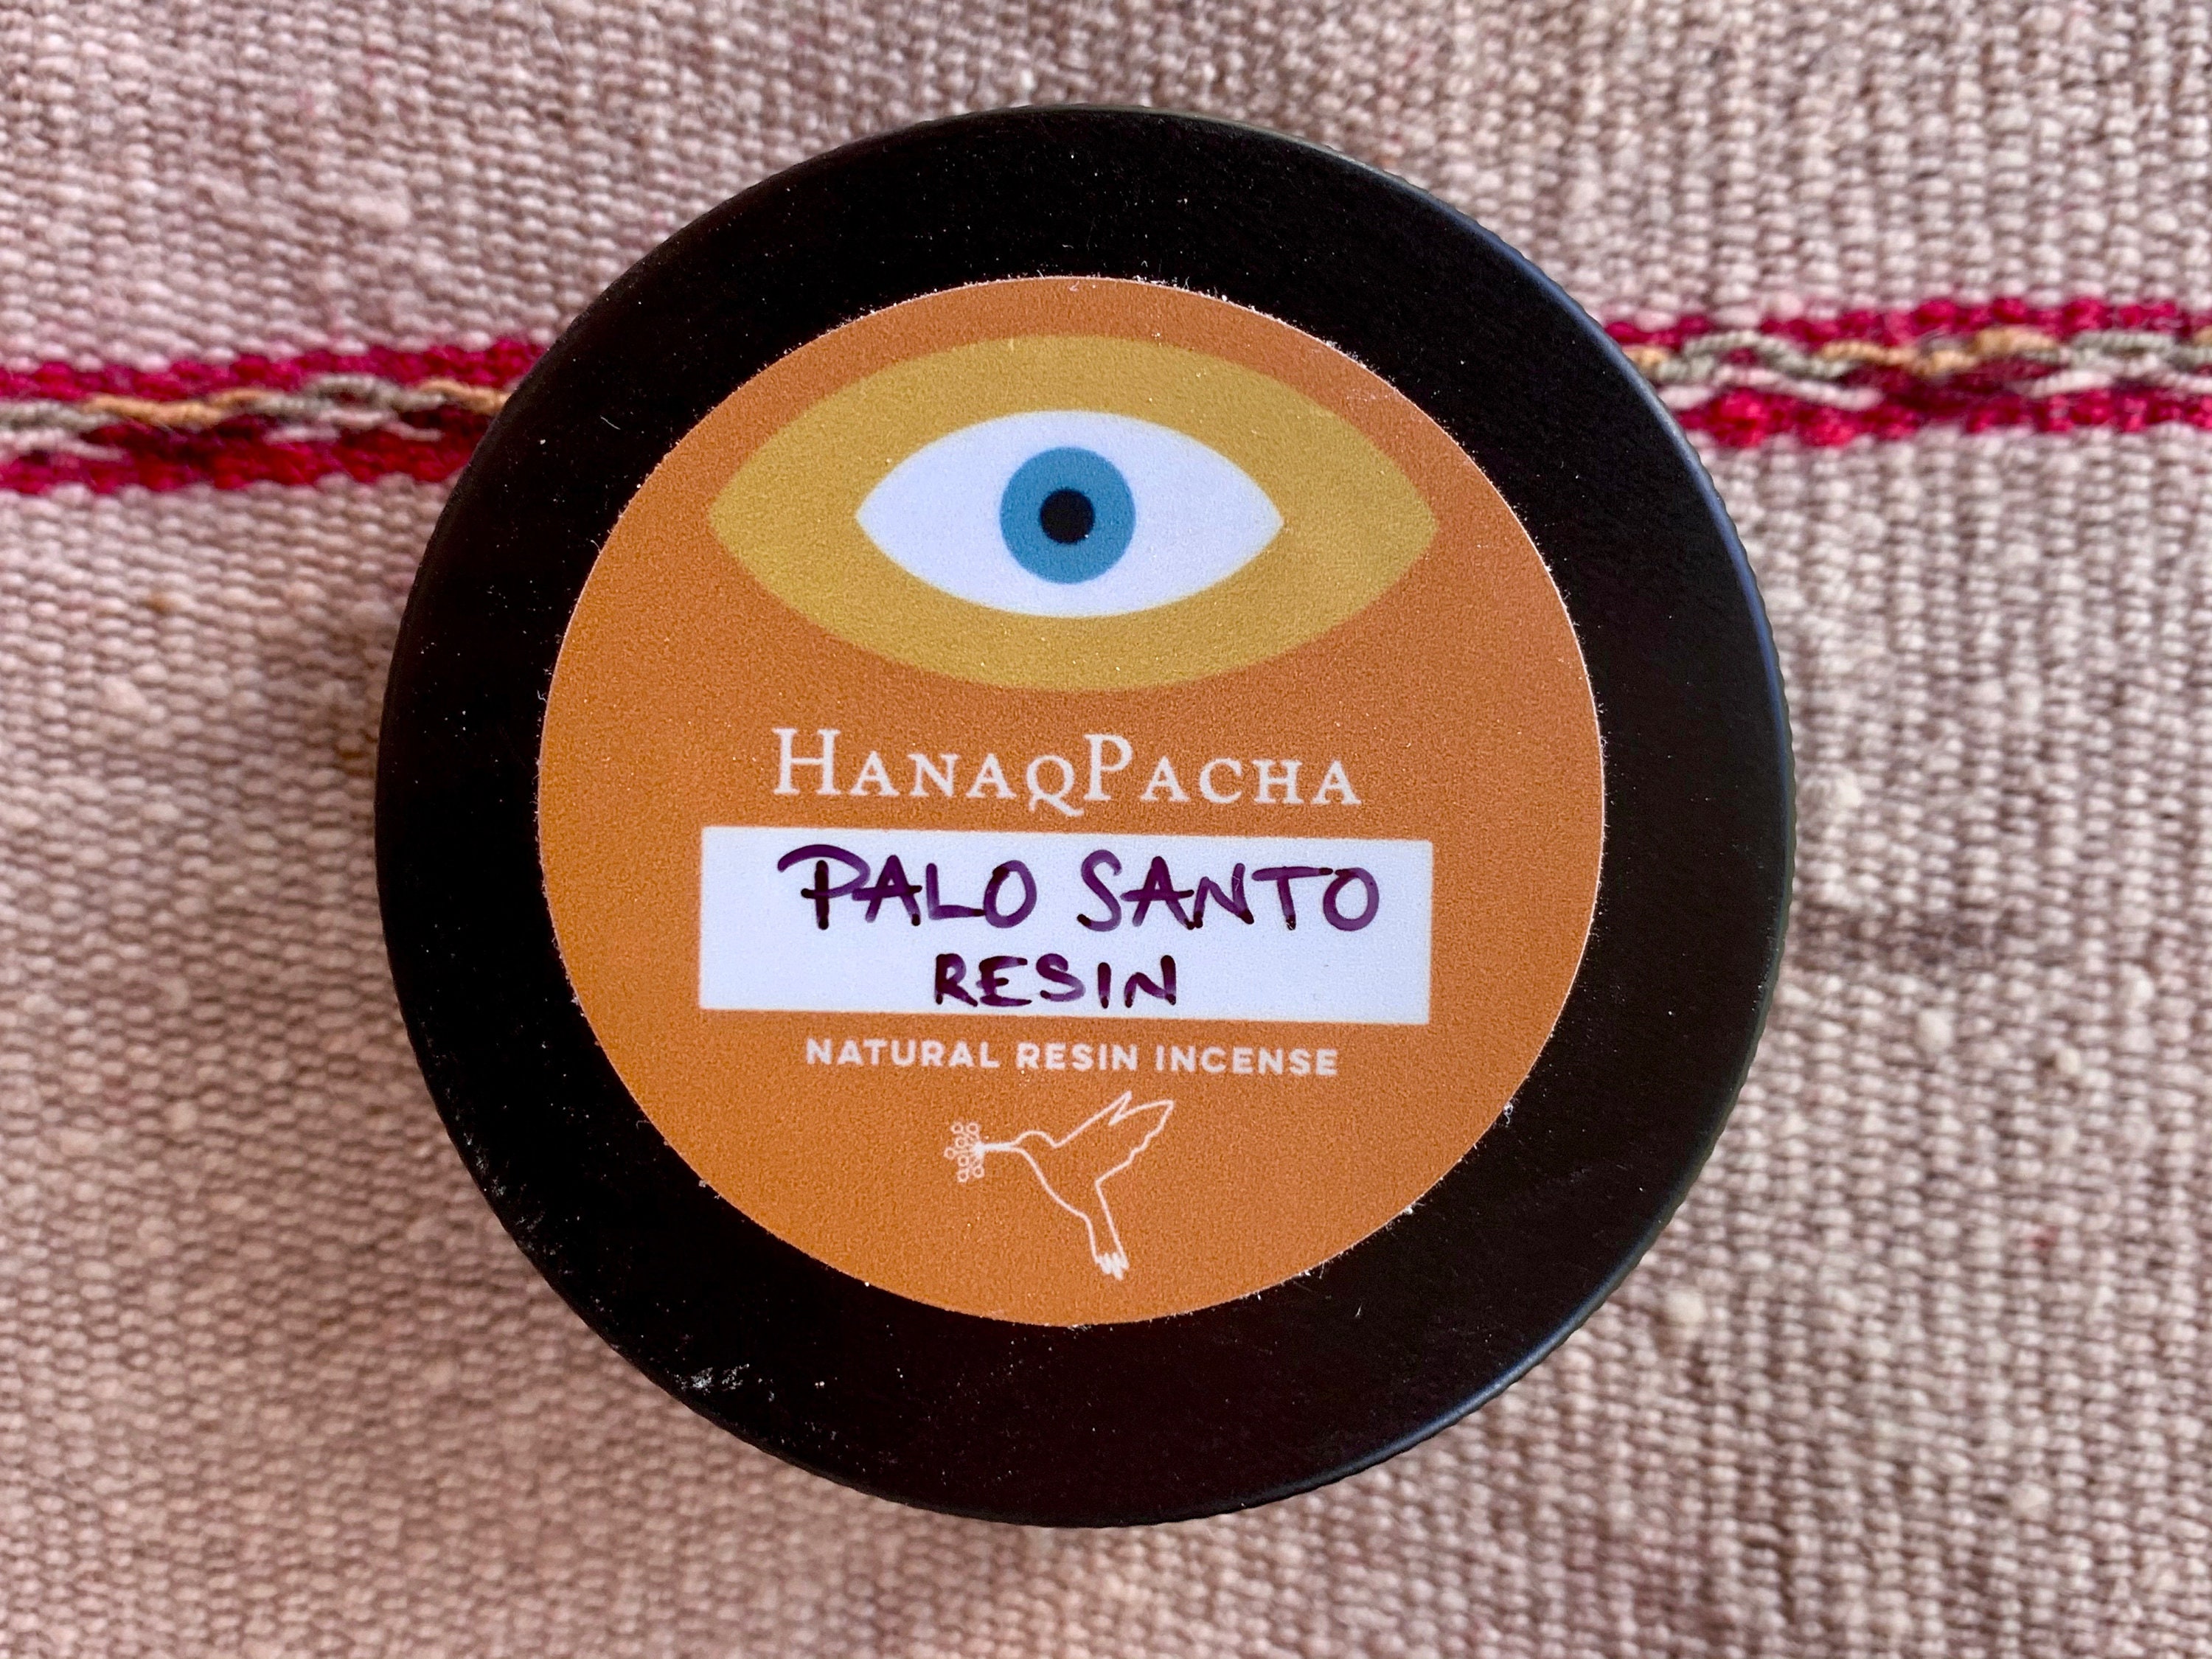 HANAQPACHA
PALO SANTO
RESIN
NATURAL RESIN INCENSE